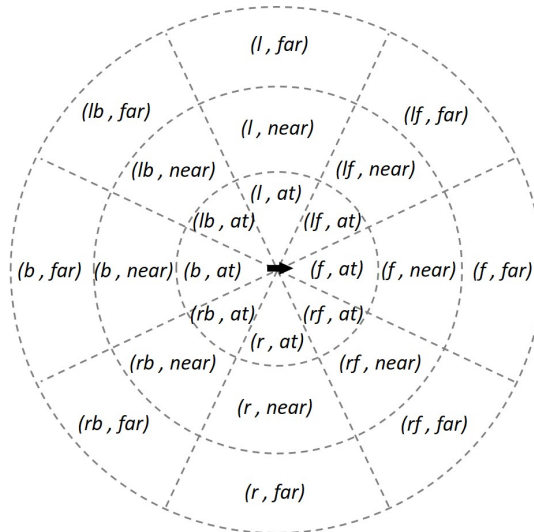 (l , far)
(lb , far)
(lf , far)
(l , near)
(lb , near)
(lf , near)
(l , at)
(lb , at)
(lf , at)
(b , far)
(b , near)
(b , at)
(f , at)
(f , near)
(f , far)
(rb , at)
(rf , at)
(r , at)
(rb , near)
(rf , near)
(r , near)
(rb , far)
(rf , far)
(r , far)